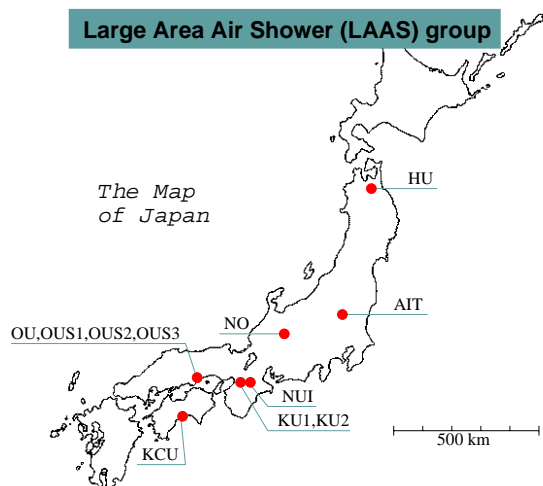 Large Area Air Shower (LAAS) group
The Map
of Japan
HU
AIT
NO
OU,OUS1,OUS2,OUS3
NUI
KU1,KU2
KCU
500 km